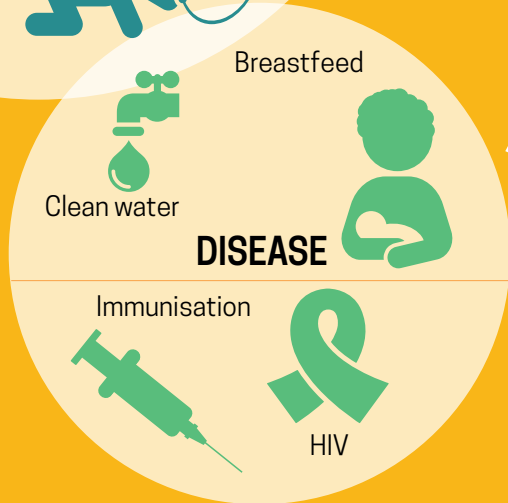 Breastfeed
Clean water
DISEASE
Immunisation
HIV